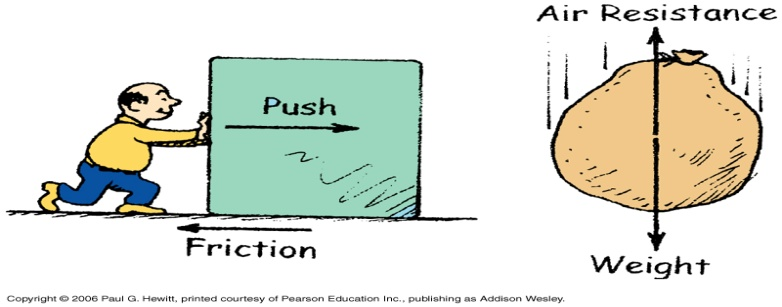 Air Resistance
Push
Friction
Weight
Copyright © 2006 Paul G. Hewitt, printed courtesy of Pearson Education Inc., publishing as Addison Wesley.